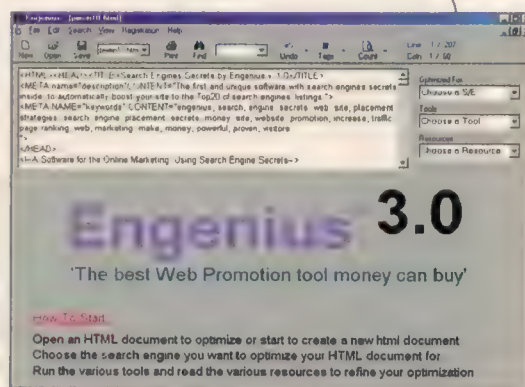 Engenius [promo01.html]
File Edit Search View Registration Help
New Open Save Print Find Undo Tags Count Line 1 / 207
Coln 1 / 60
<HTML><HEAD><TITLE>Search Engines Secrets by Engenius v 3.0</TITLE>
<META name="description", CONTENT="The first and unique software with search engines secrets
inside, to automatically boost your site to the Top20 of search engines' listings.">
<META NAME="keywords" CONTENT="engenius, search, engine, secrets, web, site, placement
strategies, search, engine, placement, secrets, money, site, website, promotion, increase, traffic
page ranking, web, marketing, make, money, powerful, proven, visitors
">
</HEAD>
<!--A Software for the Online Marketing Using Search Engine Secrets-->
Optimized For
Choose a S/E
Tools
Choose a Tool
Resources
Choose a Resource
Engenius 3.0
'The best Web Promotion tool money can buy'
How To Start
Open an HTML document to optimize or start to create a new html document
Choose the search engine you want to optimize your HTML document for
Run the various tools and read the various resources to refine your optimization